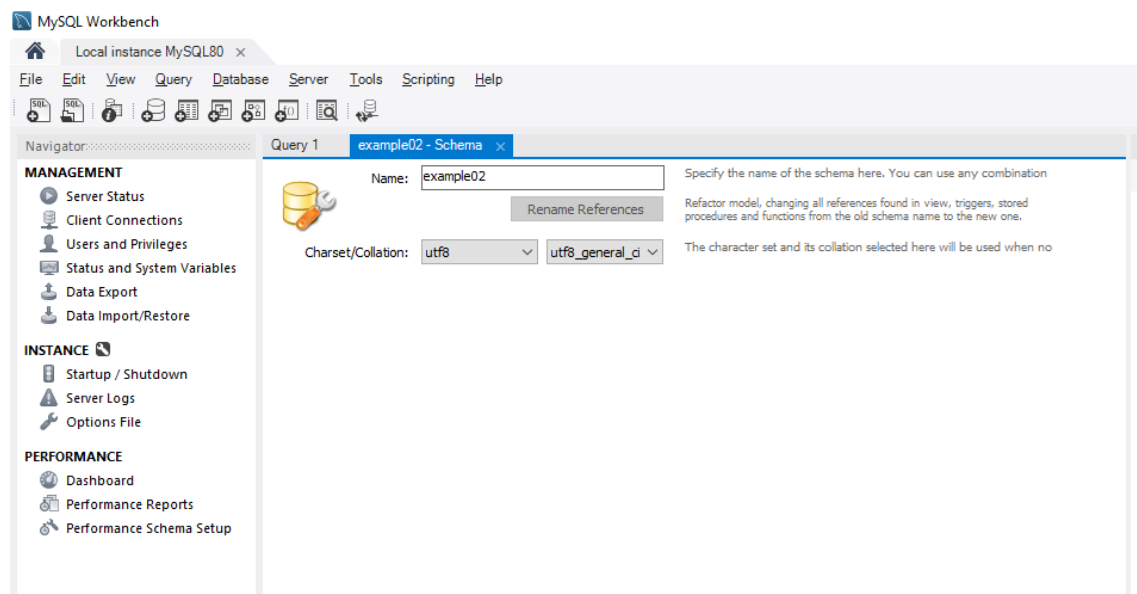 MySQL Workbench
Local instance MySQL80
File Edit View Query Database Server Tools Scripting Help
Navigator
MANAGEMENT
Server Status
Client Connections
Users and Privileges
Status and System Variables
Data Export
Data Import/Restore
INSTANCE
Startup / Shutdown
Server Logs
Options File
PERFORMANCE
Dashboard
Performance Reports
Performance Schema Setup
Query 1 example02 - Schema
Name: example02 Specify the name of the schema here. You can use any combination
Rename References Refactor model, changing all references found in view, triggers, stored
procedures and functions from the old schema name to the new one.
Charset/Collation: utf8 utf8_general_ci The character set and its collation selected here will be used when no